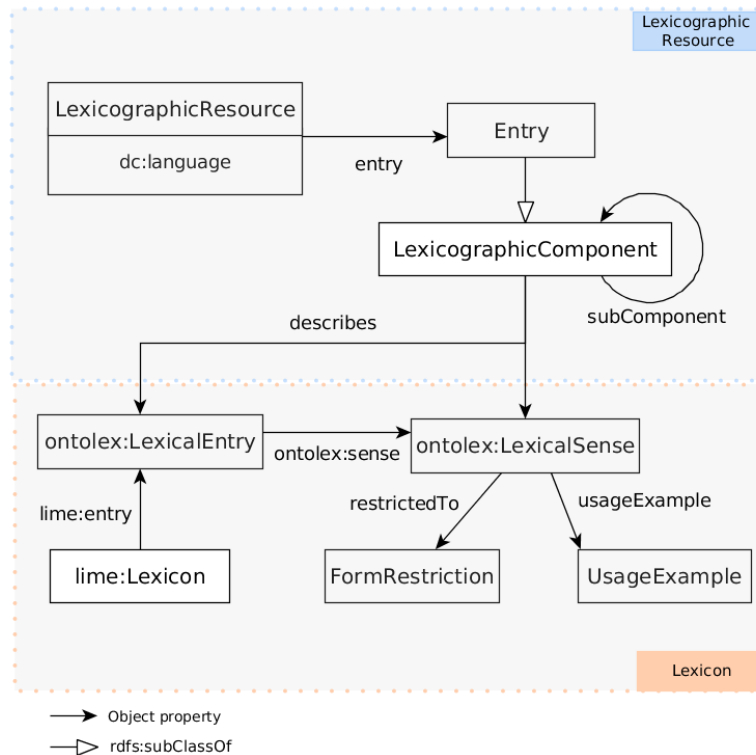 Lexicographic
Resource
LexicographicResource
dc:language
entry
Entry
LexicographicComponent
subComponent
describes
ontolex:LexicalEntry
ontolex:sense
ontolex:LexicalSense
lime:entry
restrictedTo
usageExample
lime:Lexicon
FormRestriction
UsageExample
Lexicon
Object property
rdfs:subClassOf